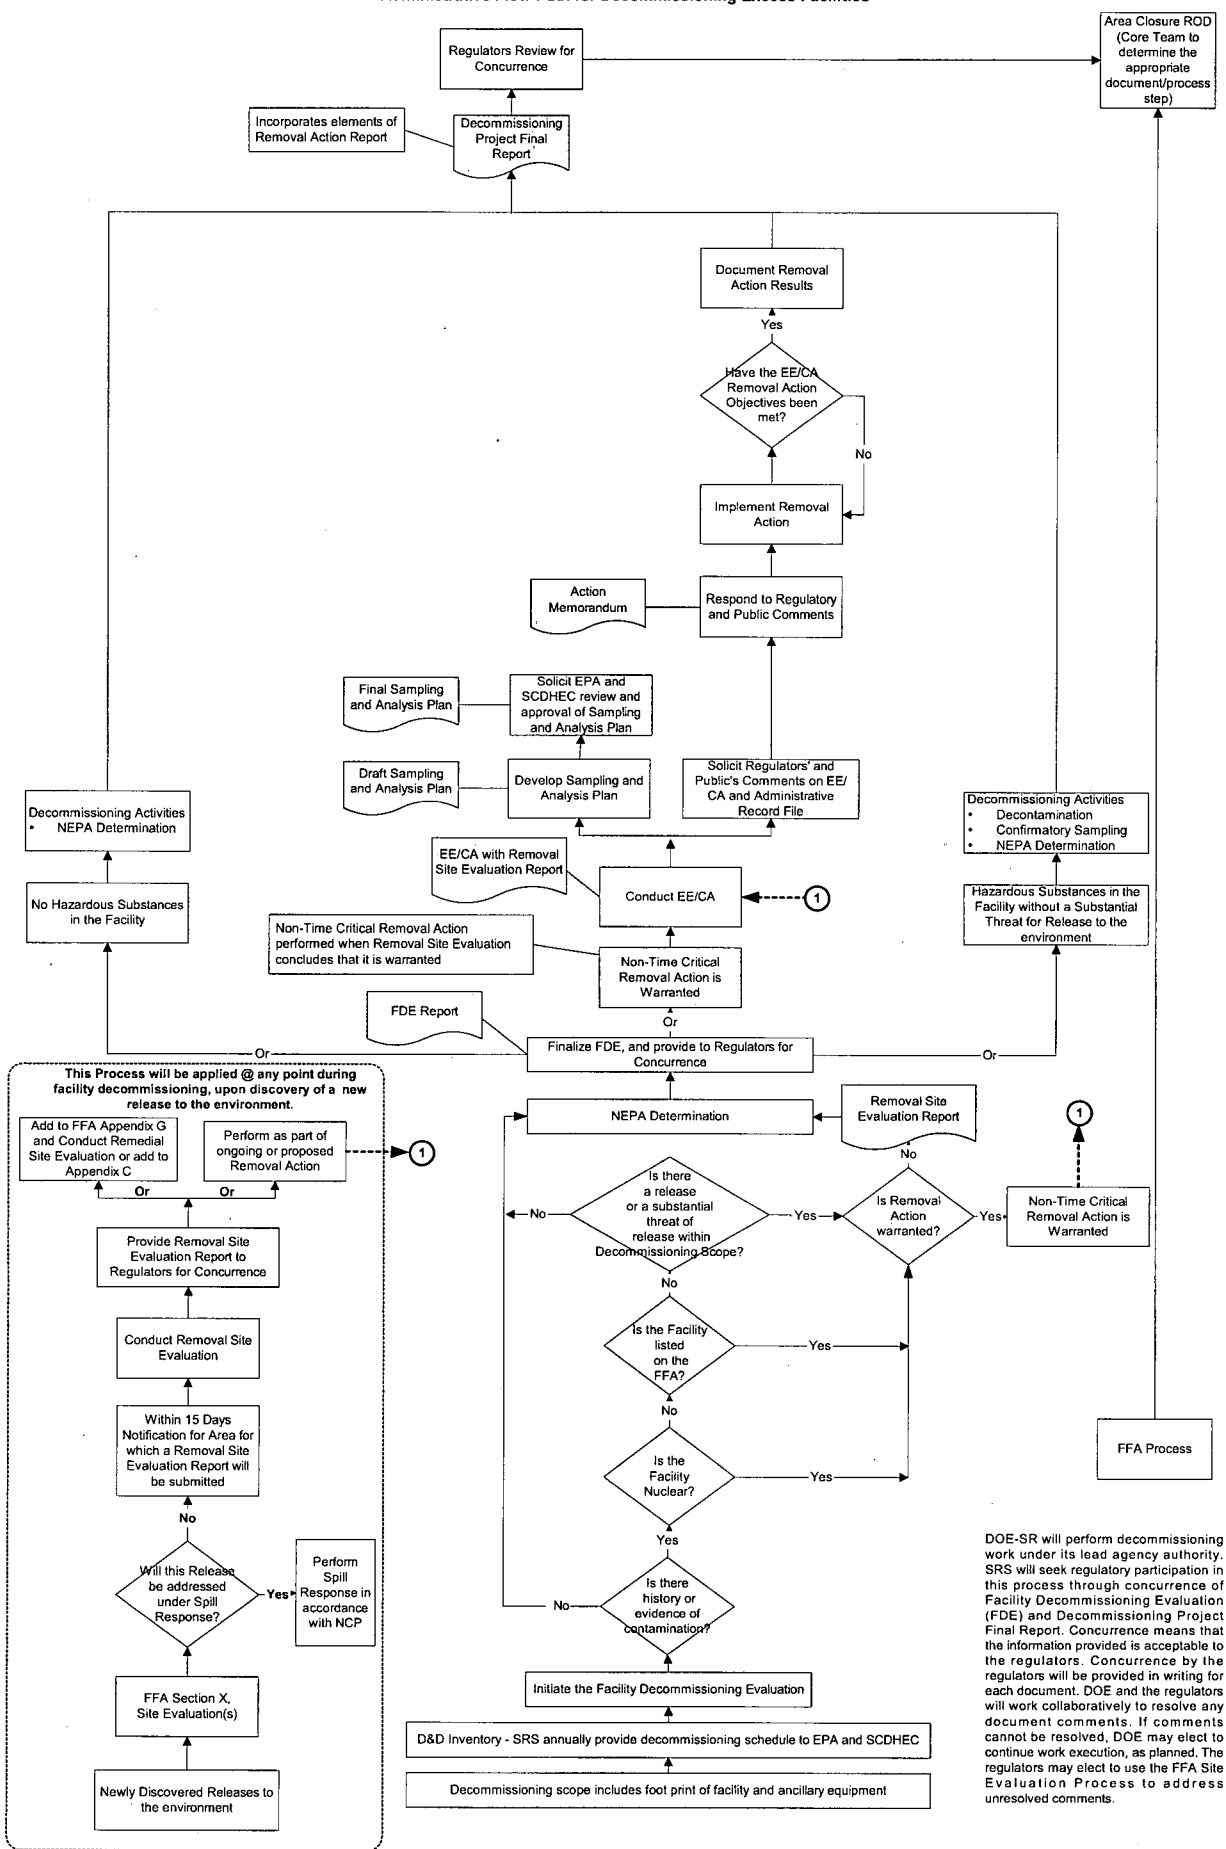 Regulators Review for
Concurrence
Area Closure ROD
(Core Team to
determine the
appropriate
document/process
step)
Incorporates elements of
Removal Action Report
Decommissioning
Project Final
Report
Document Removal
Action Results
Yes
Have the EE/CA
Removal Action
Objectives been
met?
No
Implement Removal
Action
Action
Memorandum
Respond to Regulatory
and Public Comments
Final Sampling
and Analysis Plan
Solicit EPA and
SCDHEC review and
approval of Sampling
and Analysis Plan
Draft Sampling
and Analysis Plan
Develop Sampling and
Analysis Plan
Solicit Regulators' and
Public's Comments on EE/
CA and Administrative
Record File
Decommissioning Activities
• NEPA Determination
Decommissioning Activities
• Decontamination
• Confirmatory Sampling
• NEPA Determination
EE/CA with Removal
Site Evaluation Report
Conduct EE/CA
1
No Hazardous Substances
in the Facility
Hazardous Substances in the
Facility without a Substantial
Threat for Release to the
environment
Non-Time Critical Removal Action
performed when Removal Site Evaluation
concludes that it is warranted
Non-Time Critical
Removal Action is
Warranted
FDE Report
Or
Or
Finalize FDE, and provide to Regulators for
Concurrence
Or
This Process will be applied @ any point during
facility decommissioning, upon discovery of a new
release to the environment.
Add to FFA Appendix G
and Conduct Remedial
Site Evaluation or add to
Appendix C
Perform as part of
ongoing or proposed
Removal Action
1
Or
Or
Provide Removal Site
Evaluation Report to
Regulators for Concurrence
Conduct Removal Site
Evaluation
Within 15 Days
Notification for Area for
which a Removal Site
Evaluation Report will
be submitted
No
Will this Release
be addressed
under Spill
Response?
Yes
Perform
Spill
Response in
accordance
with NCP
FFA Section X,
Site Evaluation(s)
Newly Discovered Releases to
the environment
NEPA Determination
Removal Site
Evaluation Report
1
No
Is there
a release
or a substantial
threat of
release within
Decommissioning Scope?
No
Yes
Is Removal
Action
warranted?
Yes
Non-Time Critical
Removal Action is
Warranted
No
Is the Facility
listed
on the
FFA?
Yes
No
Is the
Facility
Nuclear?
Yes
Yes
Is there
history or
evidence of
contamination?
No
Initiate the Facility Decommissioning Evaluation
D&D Inventory - SRS annually provide decommissioning schedule to EPA and SCDHEC
Decommissioning scope includes foot print of facility and ancillary equipment
FFA Process
DOE-SR will perform decommissioning
work under its lead agency authority.
SRS will seek regulatory participation in
this process through concurrence of
Facility Decommissioning Evaluation
(FDE) and Decommissioning Project
Final Report. Concurrence means that
the information provided is acceptable to
the regulators. Concurrence by the
regulators will be provided in writing for
each document. DOE and the regulators
will work collaboratively to resolve any
document comments. If comments
cannot be resolved, DOE may elect to
continue work execution, as planned. The
regulators may elect to use the FFA Site
Evaluation Process to address
unresolved comments.